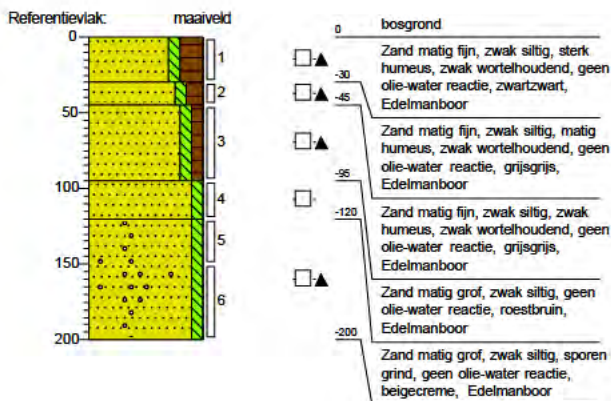 Referentievlak: maaiveld
0
50
100
150
200
1
2
3
4
5
6
0 bosgrond
Zand matig fijn, zwak siltig, sterk
humeus, zwak wortelhoudend, geen
olie-water reactie, zwartzwart,
Edelmanboor
-30
Zand matig fijn, zwak siltig, matig
humeus, zwak wortelhoudend, geen
olie-water reactie, grijsgrijs,
Edelmanboor
-45
Zand matig fijn, zwak siltig, zwak
humeus, zwak wortelhoudend, geen
olie-water reactie, grijsgrijs,
Edelmanboor
-95
Zand matig grof, zwak siltig, geen
olie-water reactie, roestbruin,
Edelmanboor
-120
Zand matig grof, zwak siltig, sporen
grind, geen olie-water reactie,
beigecreme, Edelmanboor
-200